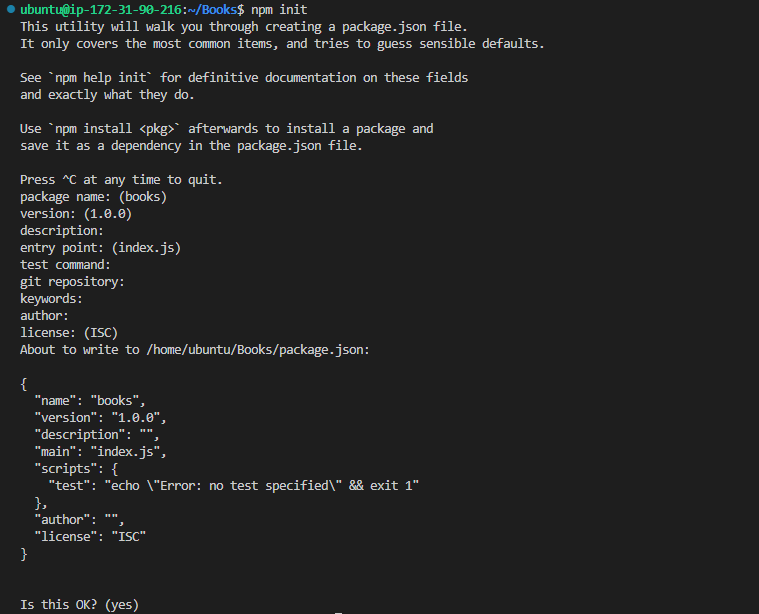 ubuntu@ip-172-31-90-216:~/Books$ npm init
This utility will walk you through creating a package.json file.
It only covers the most common items, and tries to guess sensible defaults.

See `npm help init` for definitive documentation on these fields
and exactly what they do.

Use `npm install <pkg>` afterwards to install a package and
save it as a dependency in the package.json file.

Press ^C at any time to quit.
package name: (books)
version: (1.0.0)
description:
entry point: (index.js)
test command:
git repository:
keywords:
author:
license: (ISC)
About to write to /home/ubuntu/Books/package.json:

{
  "name": "books",
  "version": "1.0.0",
  "description": "",
  "main": "index.js",
  "scripts": {
    "test": "echo \"Error: no test specified\" && exit 1"
  },
  "author": "",
  "license": "ISC"
}

Is this OK? (yes)